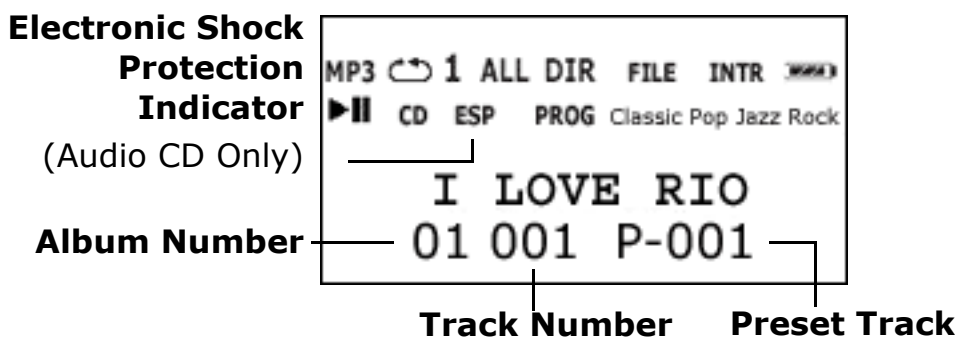 Electronic Shock
Protection
Indicator
(Audio CD Only)
MP3 1 ALL DIR FILE INTR
CD ESP PROG Classic Pop Jazz Rock
I LOVE RIO
Album Number
01 001 P-001
Track Number
Preset Track